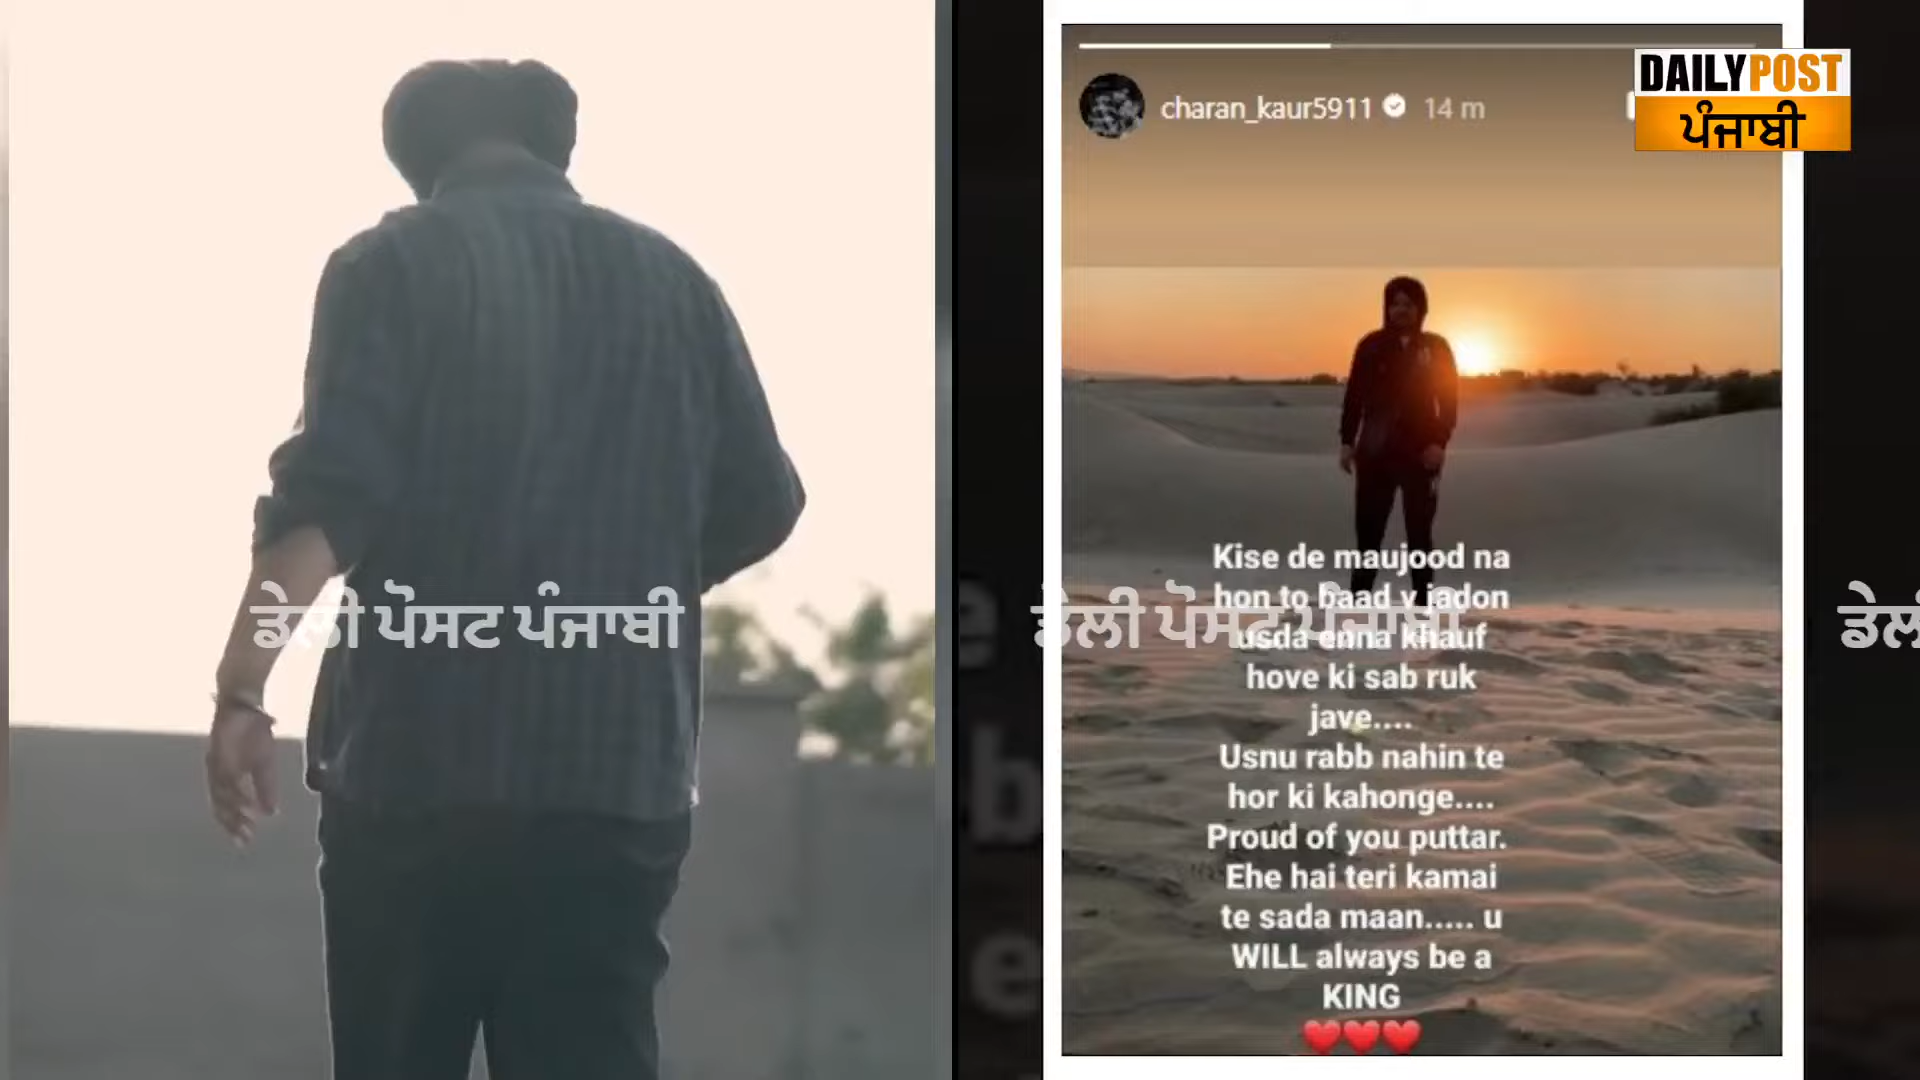 DAILYPOST
ਪੰਜਾਬੀ
charan_kaur5911 14 m
Kise de maujood na
hon to baad v jadon
usda enna khauf
hove ki sab ruk
jave....
Usnu rabb nahin te
hor ki kahonge....
Proud of you puttar.
Ehe hai teri kamai
te sada maan..... u
WILL always be a
KING
❤️❤️❤️
ਡੇਲੀ ਪੋਸਟ ਪੰਜਾਬੀ
ਡੇਲੀ ਪੋਸਟ ਪੰਜਾਬੀ
ਡੇਲ